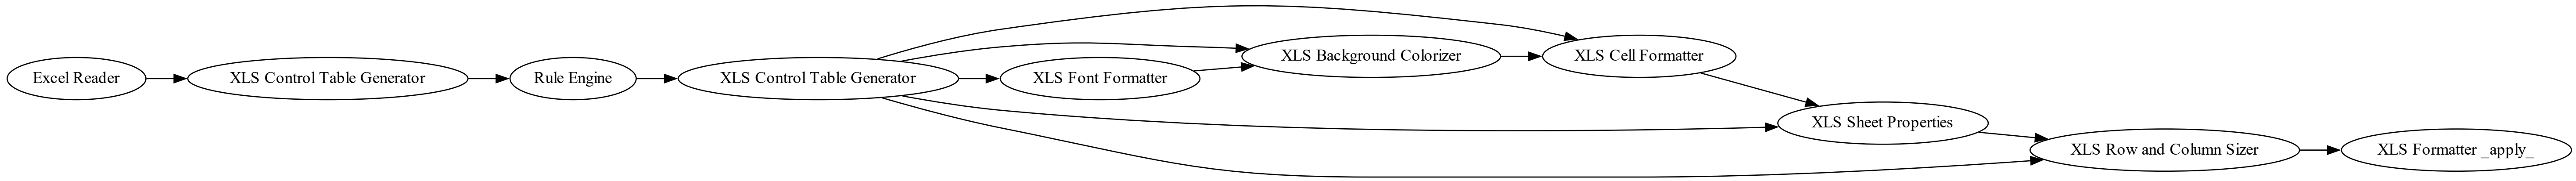 Excel Reader
XLS Control Table Generator
Rule Engine
XLS Control Table Generator
XLS Font Formatter
XLS Background Colorizer
XLS Cell Formatter
XLS Sheet Properties
XLS Row and Column Sizer
XLS Formatter _apply_